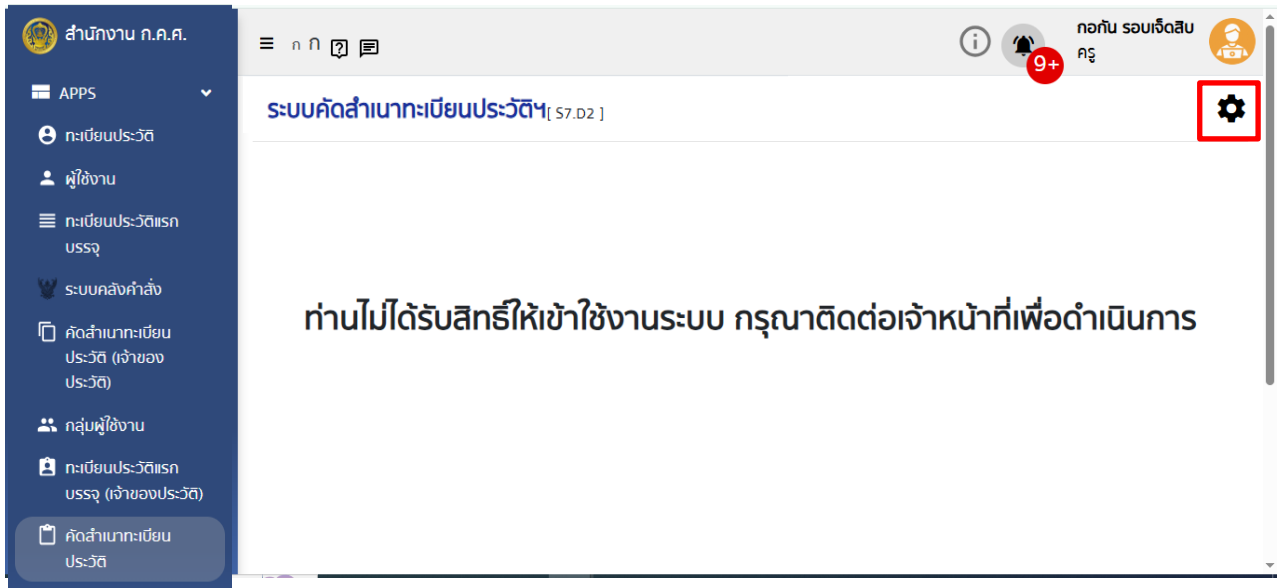 สำนักงาน ก.ค.ศ.
ก ก
9+
กอกัน รอบเจ็ดสิบ
ครู
APPS
ทะเบียนประวัติ
ผู้ใช้งาน
ทะเบียนประวัติแรก
บรรจุ
ระบบคลังคำสั่ง
คัดสำเนาทะเบียน
ประวัติ (เจ้าของ
ประวัติ)
กลุ่มผู้ใช้งาน
ทะเบียนประวัติแรก
บรรจุ (เจ้าของประวัติ)
คัดสำเนาทะเบียน
ประวัติ
ระบบคัดสำเนาทะเบียนประวัติฯ[ S7.D2 ]
ท่านไม่ได้รับสิทธิ์ให้เข้าใช้งานระบบ กรุณาติดต่อเจ้าหน้าที่เพื่อดำเนินการ